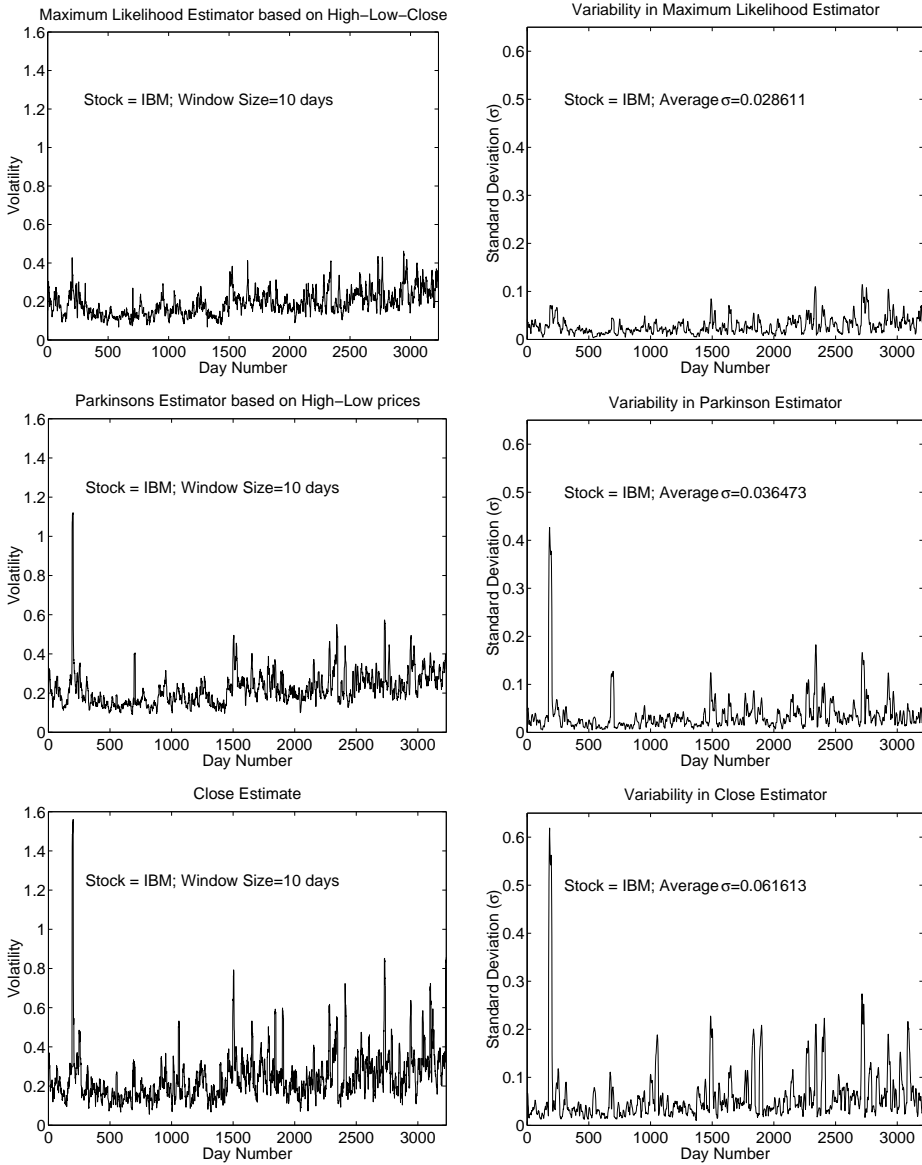 Maximum Likelihood Estimator based on High−Low−Close
1.6
1.4
1.2
1
0.8
0.6
0.4
0.2
0
Volatility
Stock = IBM; Window Size=10 days
0 500 1000 1500 2000 2500 3000
Day Number
Variability in Maximum Likelihood Estimator
0.6
0.5
0.4
0.3
0.2
0.1
0
Standard Deviation (σ)
Stock = IBM; Average σ=0.028611
0 500 1000 1500 2000 2500 3000
Day Number
Parkinsons Estimator based on High−Low prices
1.6
1.4
1.2
1
0.8
0.6
0.4
0.2
0
Volatility
Stock = IBM; Window Size=10 days
0 500 1000 1500 2000 2500 3000
Day Number
Variability in Parkinson Estimator
0.6
0.5
0.4
0.3
0.2
0.1
0
Standard Deviation (σ)
Stock = IBM; Average σ=0.036473
0 500 1000 1500 2000 2500 3000
Day Number
Close Estimate
1.6
1.4
1.2
1
0.8
0.6
0.4
0.2
0
Volatility
Stock = IBM; Window Size=10 days
0 500 1000 1500 2000 2500 3000
Day Number
Variability in Close Estimator
0.6
0.5
0.4
0.3
0.2
0.1
0
Standard Deviation (σ)
Stock = IBM; Average σ=0.061613
0 500 1000 1500 2000 2500 3000
Day Number